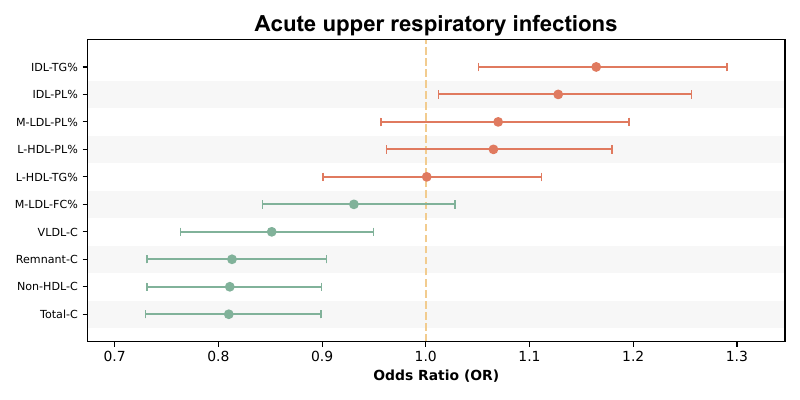 Acute upper respiratory infections
IDL-TG%
IDL-PL%
M-LDL-PL%
L-HDL-PL%
L-HDL-TG%
M-LDL-FC%
VLDL-C
Remnant-C
Non-HDL-C
Total-C
0.7 0.8 0.9 1.0 1.1 1.2 1.3
Odds Ratio (OR)